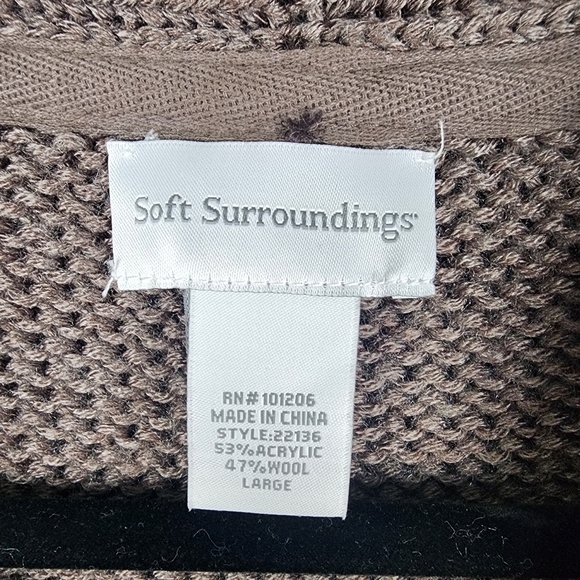 Soft Surroundings
RN# 101206
MADE IN CHINA
STYLE:22136
53%ACRYLIC
47%WOOL
LARGE